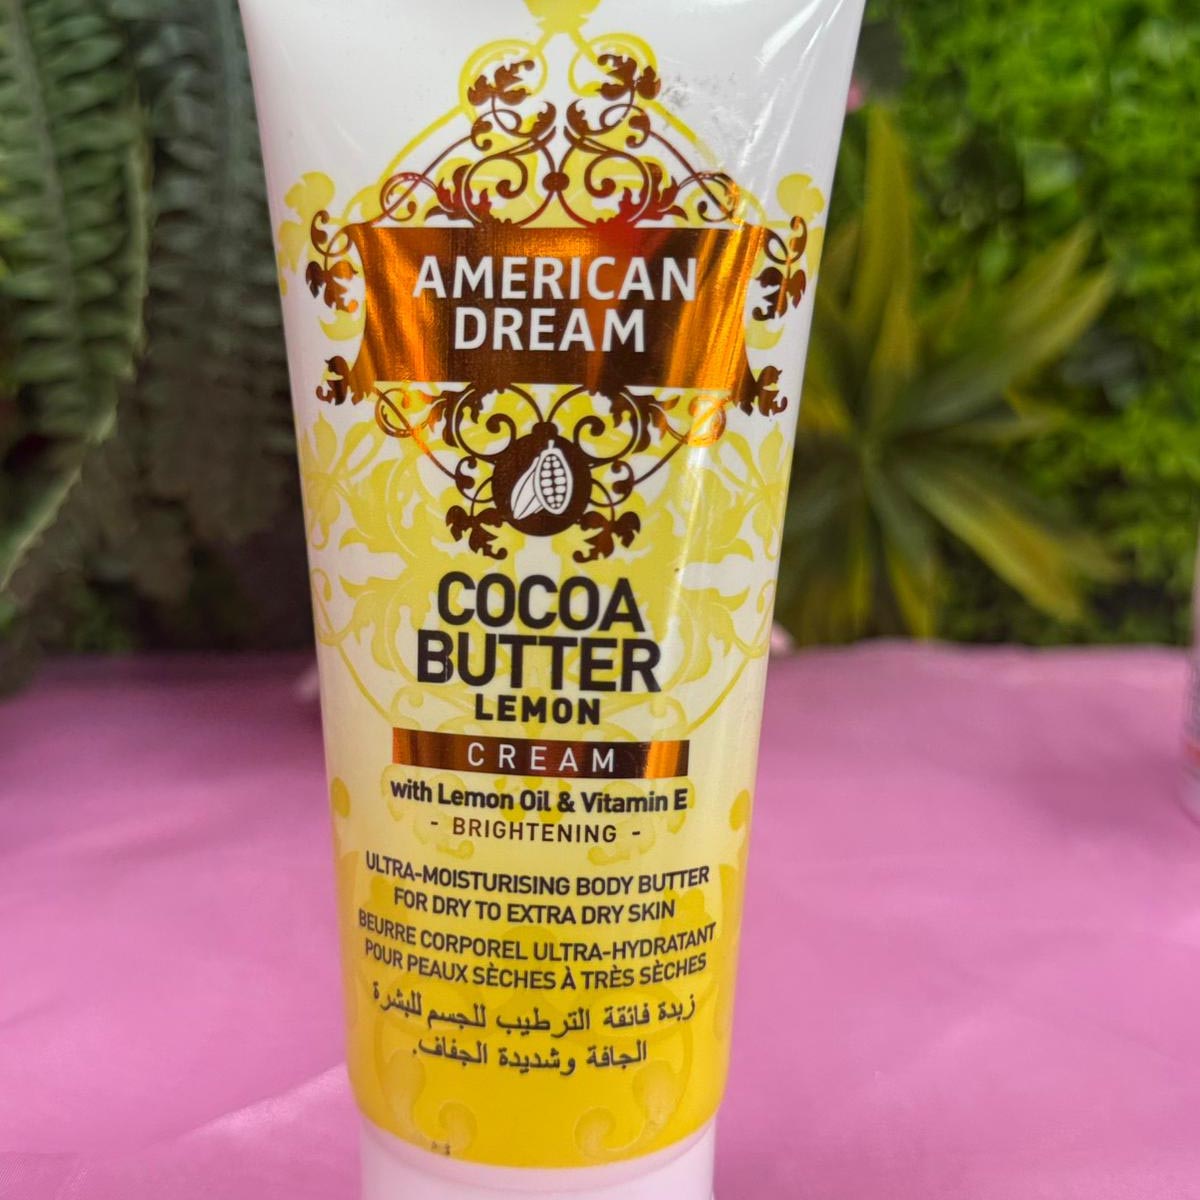 AMERICAN
DREAM
COCOA
BUTTER
LEMON
CREAM
with Lemon Oil & Vitamin E
- BRIGHTENING -
ULTRA-MOISTURISING BODY BUTTER
FOR DRY TO EXTRA DRY SKIN
BEURRE CORPOREL ULTRA-HYDRATANT
POUR PEAUX SÈCHES À TRÈS SÈCHES
زبدة فائقة الترطيب للجسم للبشرة
الجافة وشديدة الجفاف.